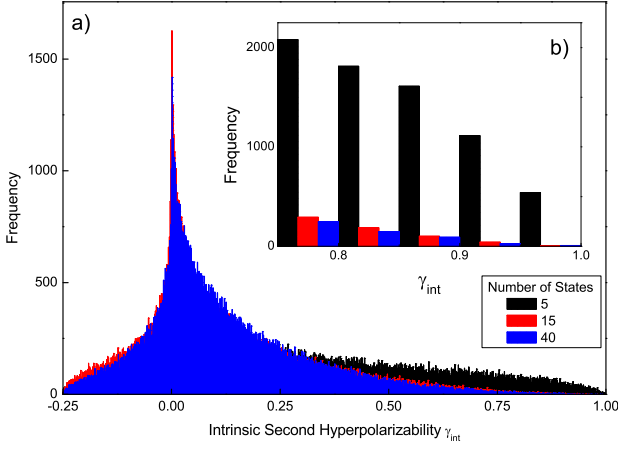 a)
b)
1500
1000
500
0
Frequency
-0.25
0.00
0.25
0.50
0.75
1.00
Intrinsic Second Hyperpolarizability γint
2000
1000
0
Frequency
0.8
0.9
1.0
γint
Number of States
5
15
40